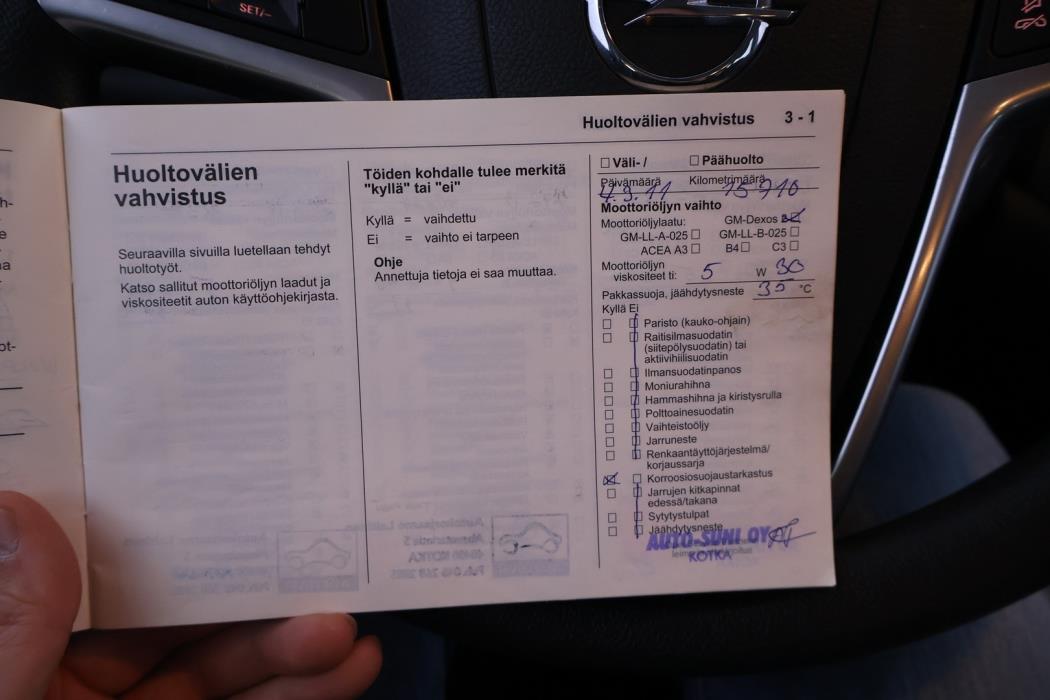 SET/-
Huoltovälien vahvistus 3 - 1
Huoltovälien
vahvistus
Seuraavilla sivuilla luetellaan tehdyt
huoltotyöt.
Katso sallitut moottoriöljyn laadut ja
viskositeetit auton käyttöohjekirjasta.
Töiden kohdalle tulee merkitä
"kyllä" tai "ei"
Kyllä = vaihdettu
Ei = vaihto ei tarpeen
Ohje
Annettuja tietoja ei saa muuttaa.
Väli- / Päähuolto
Päivämäärä Kilometrimäärä
4.9.11 15910
Moottoriöljyn vaihto
Moottoriöljylaatu: GM-Dexos
GM-LL-A-025 GM-LL-B-025
ACEA A3 B4 C3
Moottoriöljyn
viskositeet ti: 5 W 30
Pakkassuoja, jäähdytysneste 35 °C
Kyllä Ei
Paristo (kauko-ohjain)
Raitisilmasuodatin
(siitepölysuodatin) tai
aktiivihiilisuodatin
Ilmansuodatinpanos
Moniurahihna
Hammashihna ja kiristysrulla
Polttoainesuodatin
Vaihteistoöljy
Jarruneste
Renkaantäyttöjärjestelmä/
korjaussarja
Korroosiosuojaustarkastus
Jarrujen kitkapinnat
edessä/takana
Sytytystulpat
Jäähdytysneste
AUTO-SUNI OY
KOTKA